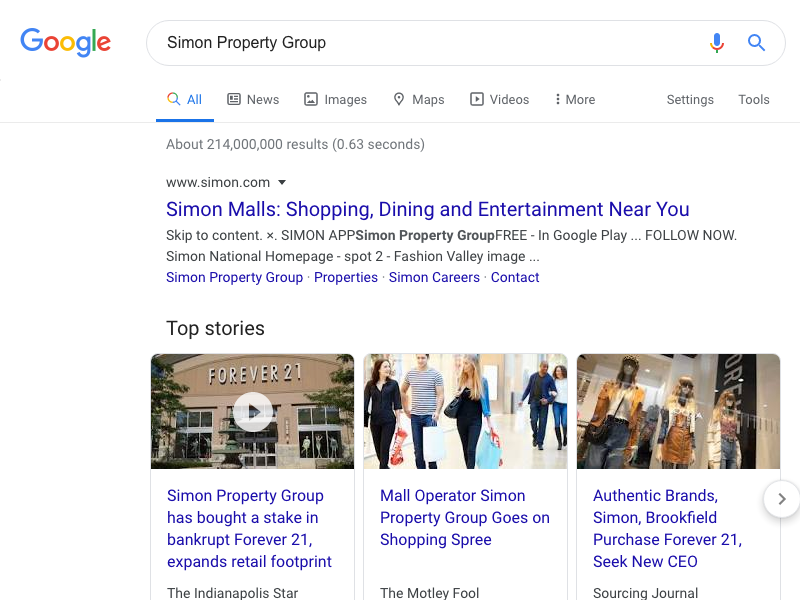 Google
Simon Property Group
All News Images Maps Videos More Settings Tools
About 214,000,000 results (0.63 seconds)
www.simon.com
Simon Malls: Shopping, Dining and Entertainment Near You
Skip to content. ×. SIMON APPSimon Property GroupFREE - In Google Play ... FOLLOW NOW.
Simon National Homepage - spot 2 - Fashion Valley image ...
Simon Property Group · Properties · Simon Careers · Contact
Top stories
FOREVER 21
Simon Property Group
has bought a stake in
bankrupt Forever 21,
expands retail footprint
The Indianapolis Star
Mall Operator Simon
Property Group Goes on
Shopping Spree
The Motley Fool
Authentic Brands,
Simon, Brookfield
Purchase Forever 21,
Seek New CEO
Sourcing Journal